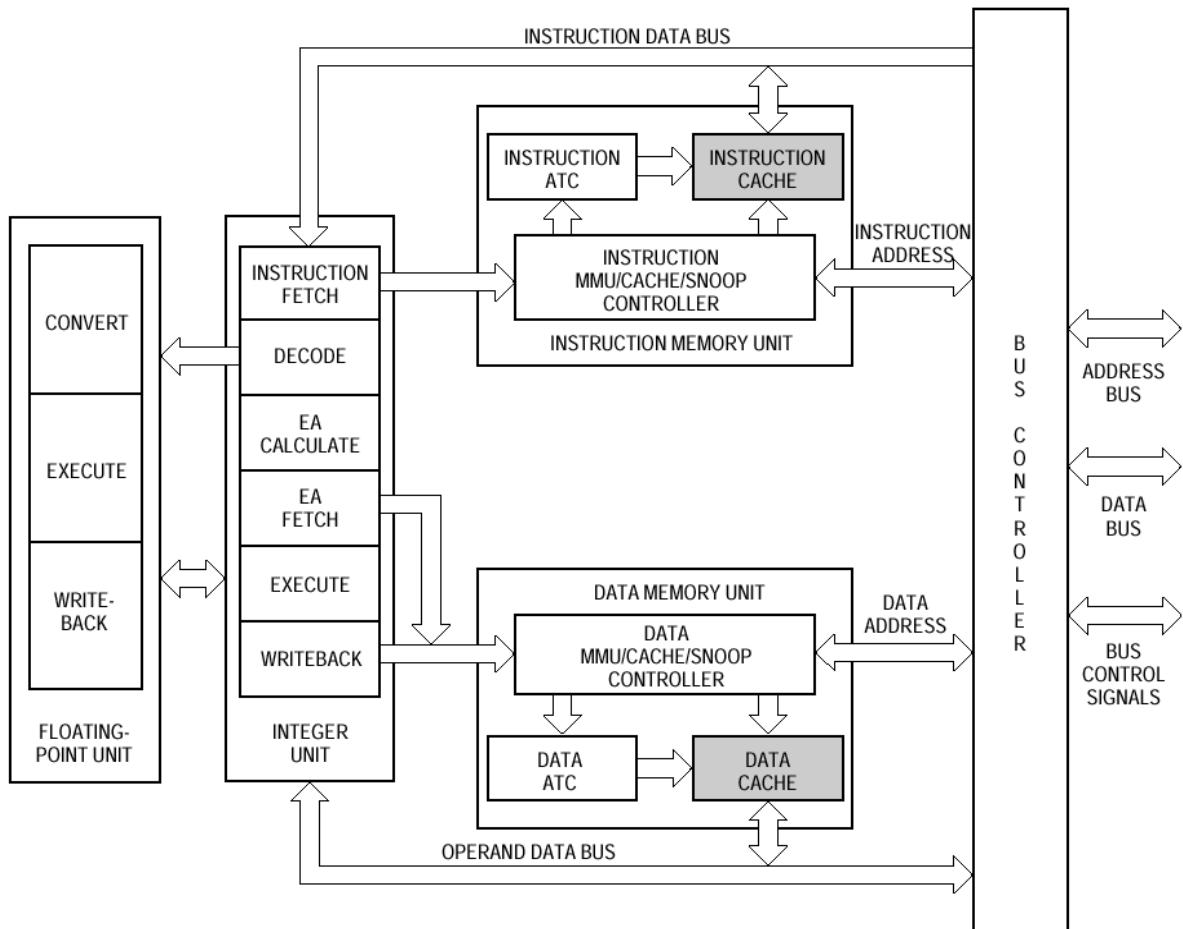 INSTRUCTION DATA BUS
INSTRUCTION
ATC
INSTRUCTION
CACHE
INSTRUCTION
MMU/CACHE/SNOOP
CONTROLLER
INSTRUCTION MEMORY UNIT
INSTRUCTION
ADDRESS
CONVERT
EXECUTE
WRITE-
BACK
FLOATING-
POINT UNIT
INSTRUCTION
FETCH
DECODE
EA
CALCULATE
EA
FETCH
EXECUTE
WRITEBACK
INTEGER
UNIT
DATA MEMORY UNIT
DATA
MMU/CACHE/SNOOP
CONTROLLER
DATA
ATC
DATA
CACHE
DATA
ADDRESS
OPERAND DATA BUS
BUS CONTROLLER
ADDRESS
BUS
DATA
BUS
BUS
CONTROL
SIGNALS